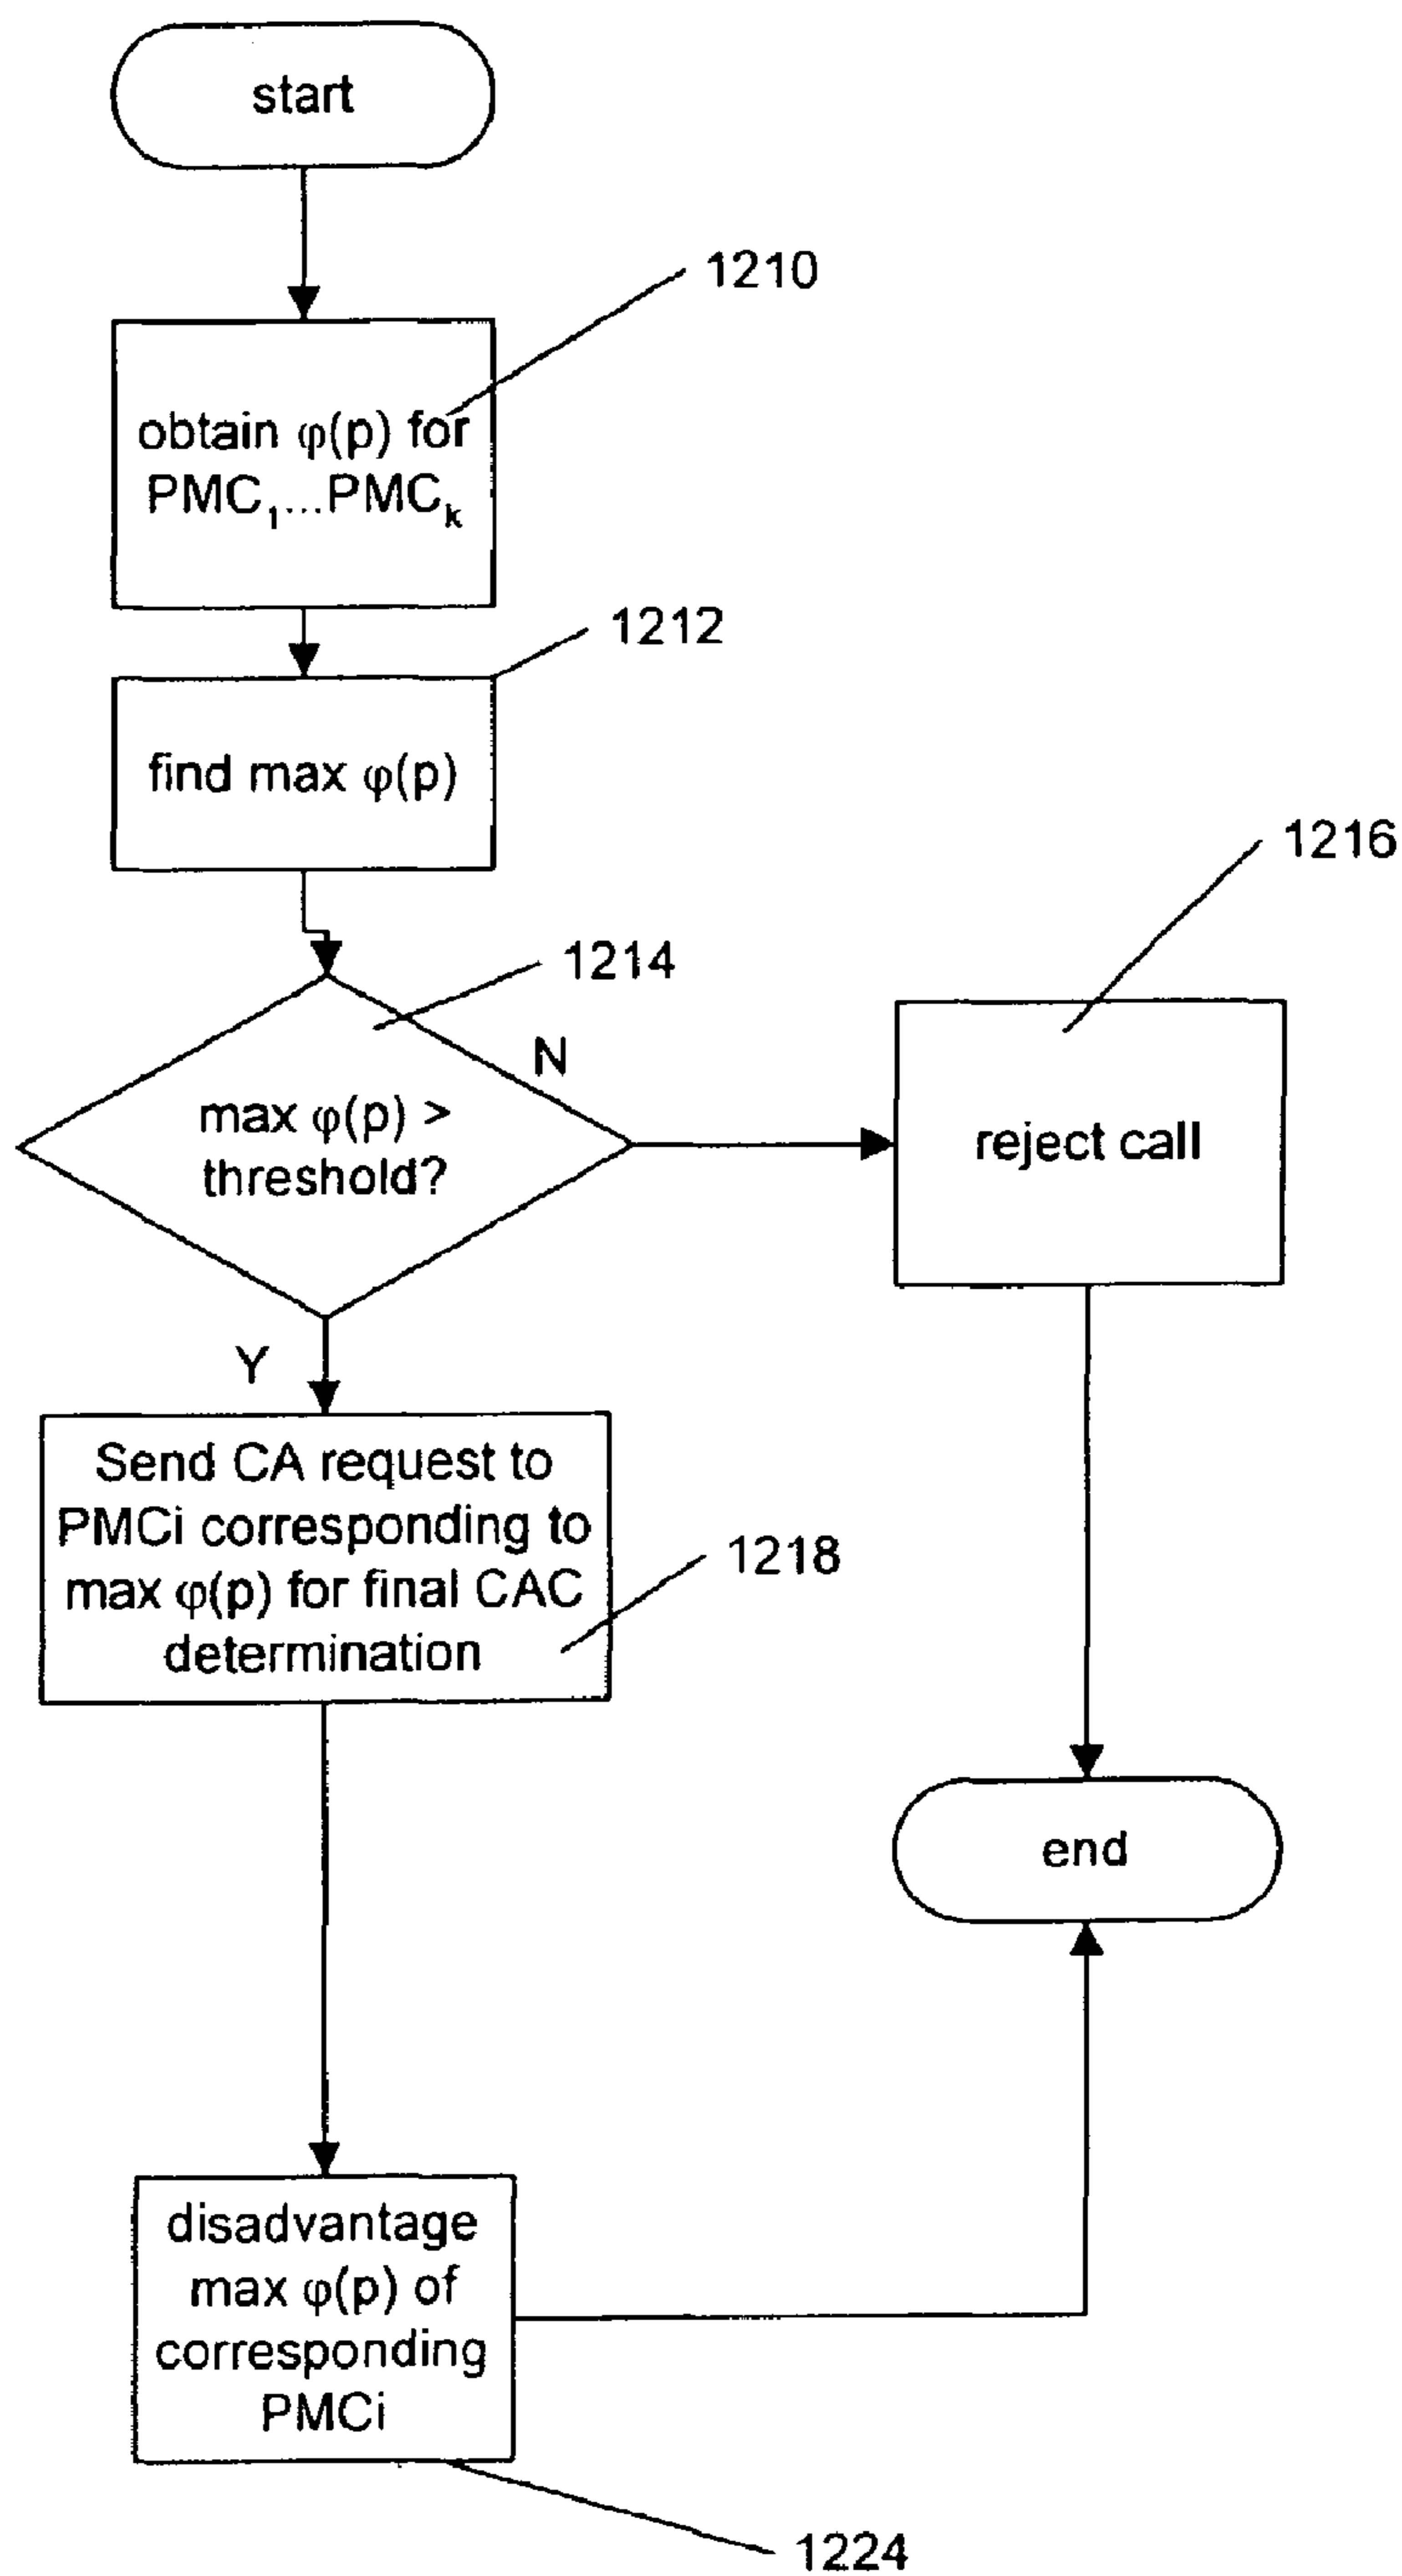 start
1210
obtain φ(p) for
PMC₁...PMCₖ
1212
find max φ(p)
1216
1214
N
max φ(p) >
threshold?
reject call
Y
Send CA request to
PMCi corresponding to
max φ(p) for final CAC
determination
1218
end
disadvantage
max φ(p) of
corresponding
PMCi
1224